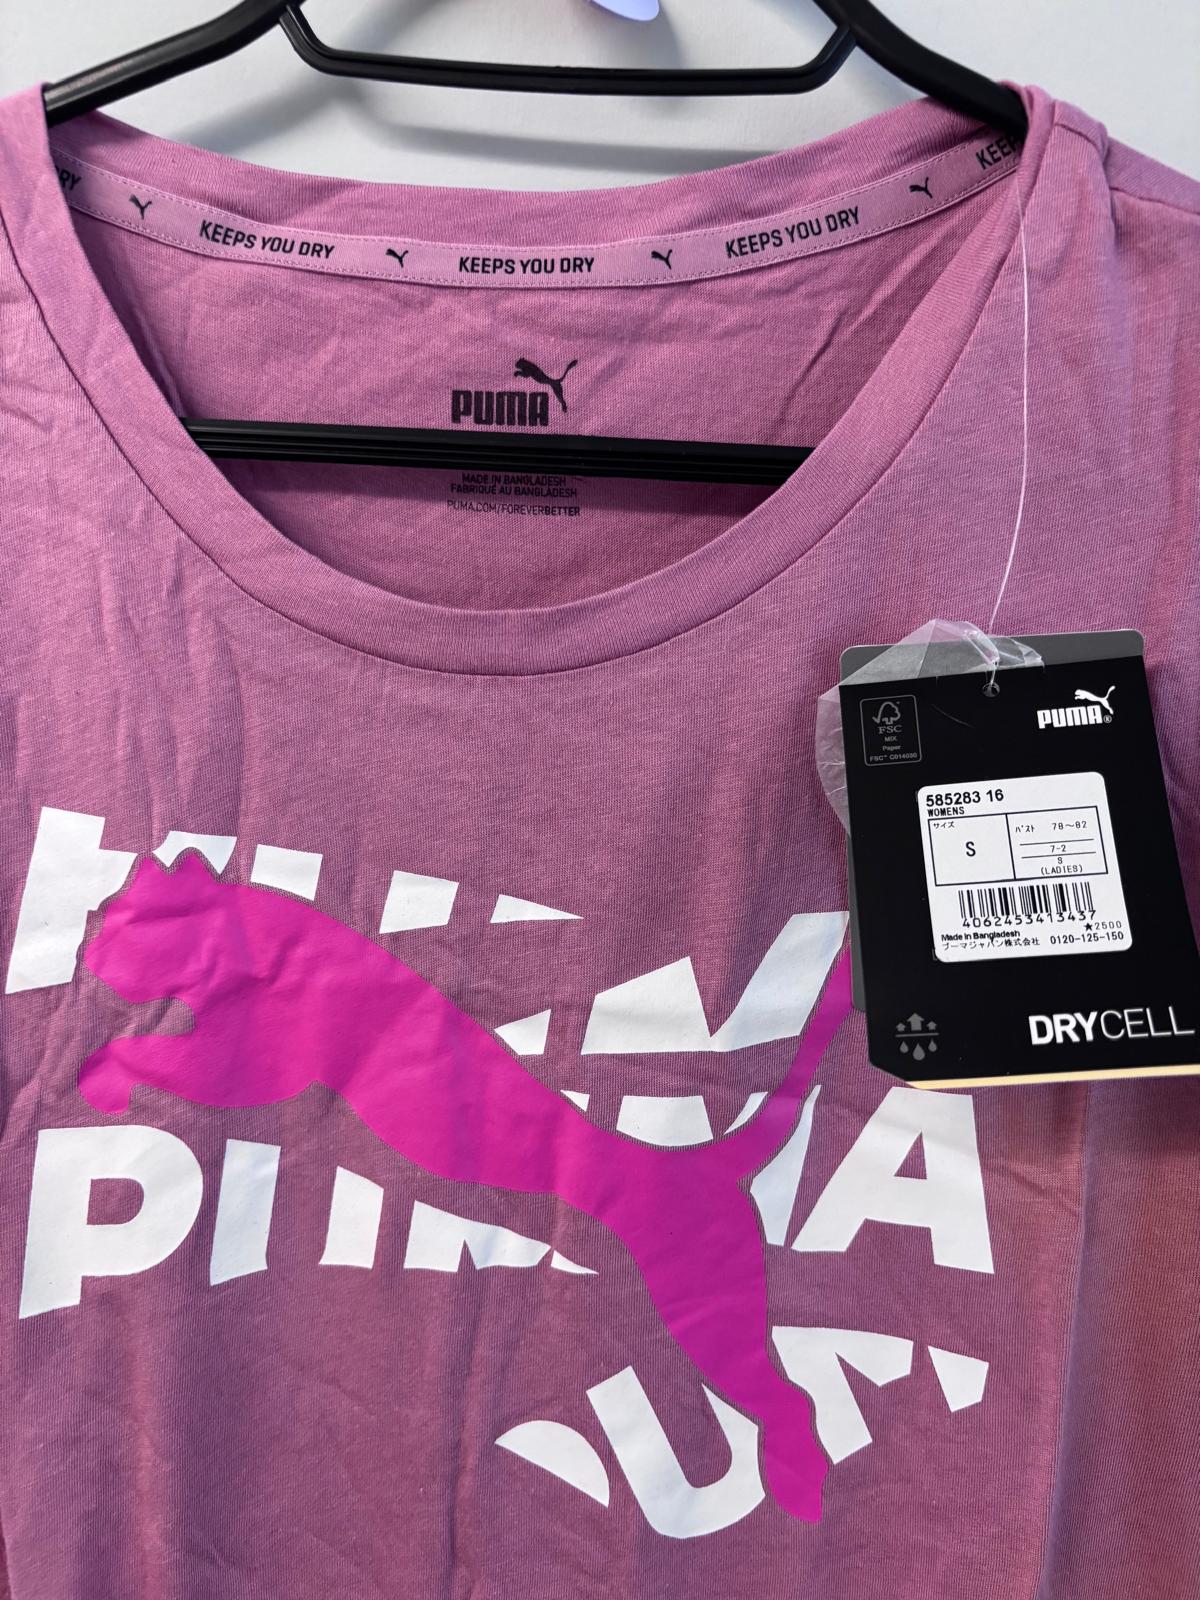 RY
KEEPS YOU DRY
KEEPS YOU DRY
KEEPS YOU DRY
KEEP
PUMA
MADE IN BANGLADESH
FABRIQUÉ AU BANGLADESH
PUMA.COM/FOREVERBETTER
FSC
MIX
Paper
FSC™ C014030
PUMA®
585283 16
WOMENS
サイズ
S
バスト 78～82
7-2
S
(LADIES)
4062453413437
★2500
Made in Bangladesh
プーマジャパン株式会社 0120-125-150
DRYCELL